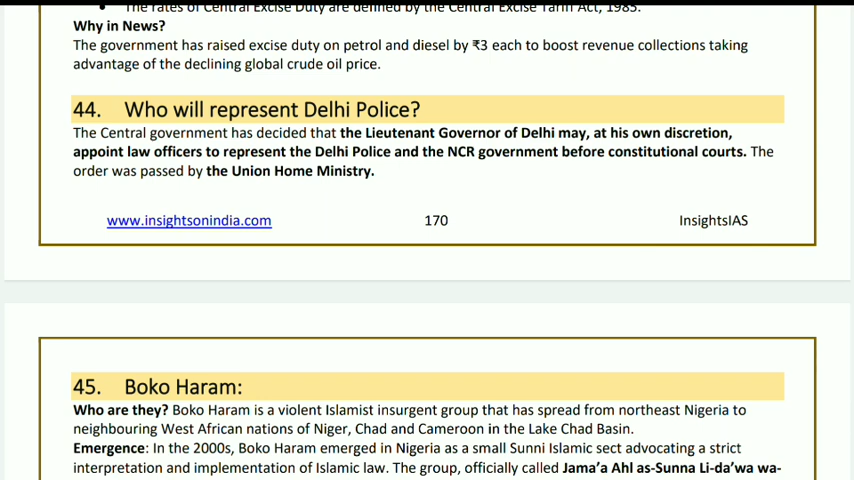 • The rates of Central Excise Duty are defined by the Central Excise Tariff Act, 1985.
Why in News?
The government has raised excise duty on petrol and diesel by ₹3 each to boost revenue collections taking
advantage of the declining global crude oil price.
44. Who will represent Delhi Police?
The Central government has decided that the Lieutenant Governor of Delhi may, at his own discretion,
appoint law officers to represent the Delhi Police and the NCR government before constitutional courts. The
order was passed by the Union Home Ministry.
www.insightsonindia.com 170 InsightsIAS
45. Boko Haram:
Who are they? Boko Haram is a violent Islamist insurgent group that has spread from northeast Nigeria to
neighbouring West African nations of Niger, Chad and Cameroon in the Lake Chad Basin.
Emergence: In the 2000s, Boko Haram emerged in Nigeria as a small Sunni Islamic sect advocating a strict
interpretation and implementation of Islamic law. The group, officially called Jama’a Ahl as-Sunna Li-da’wa wa-